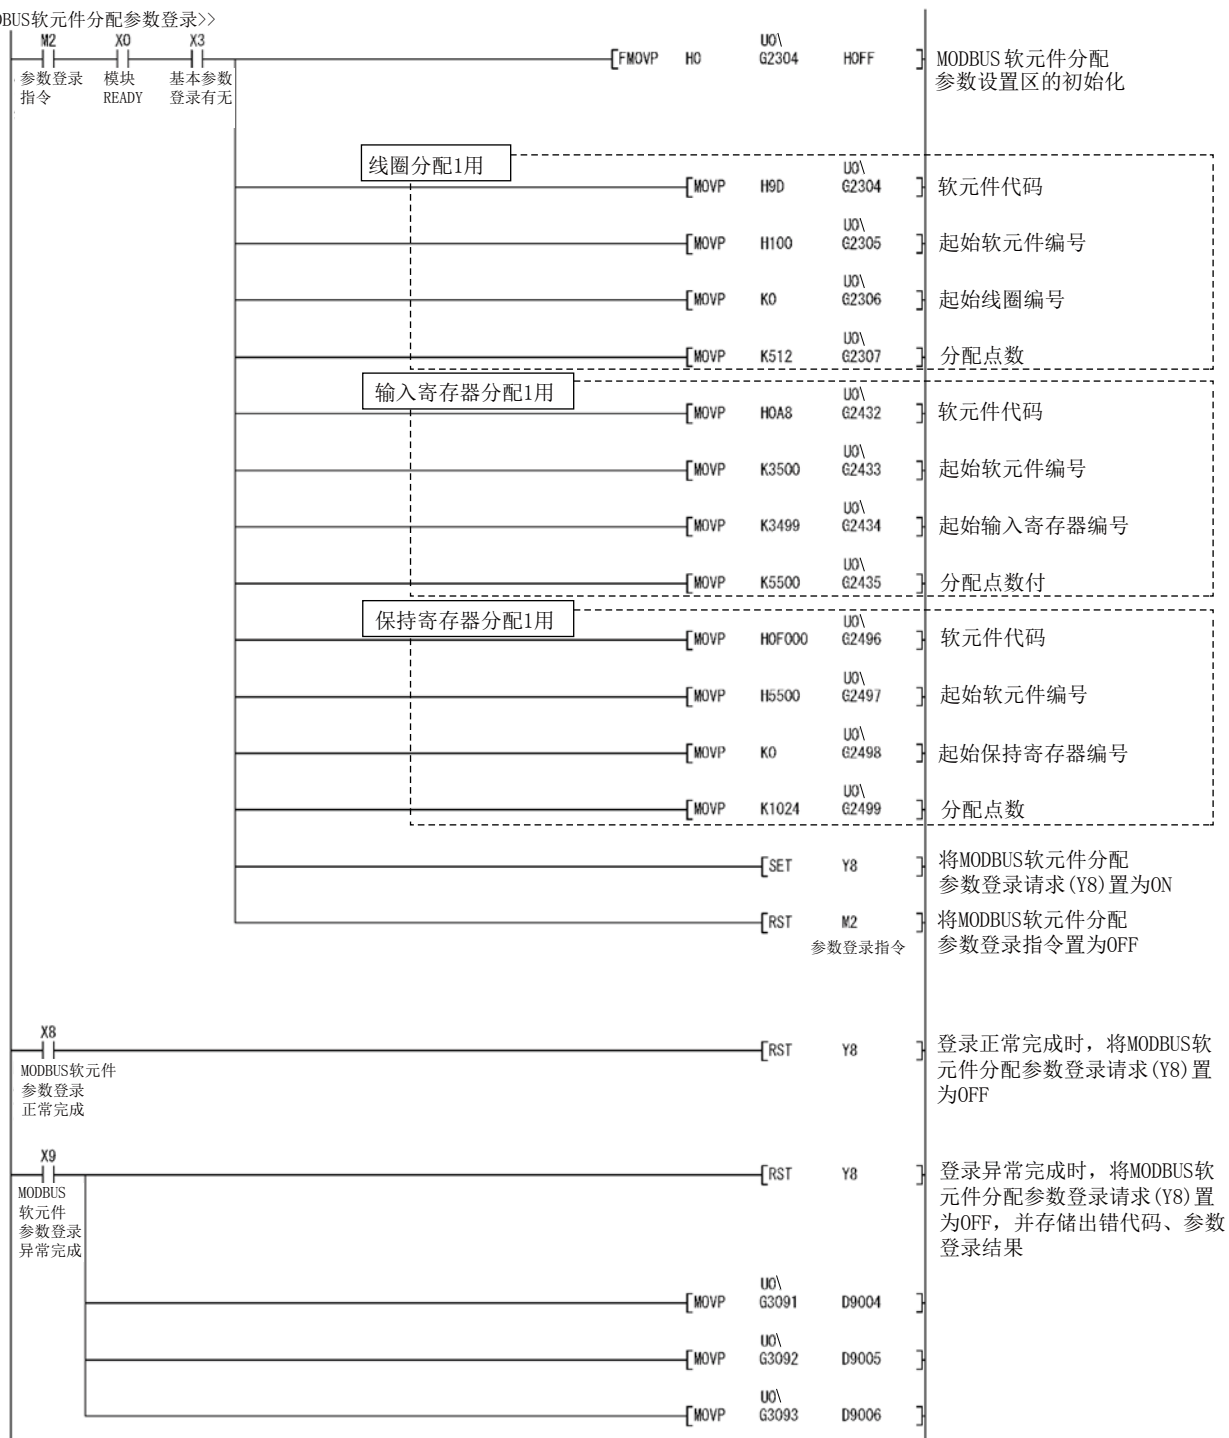 DBUS软元件分配参数登录>>
M2 X0 X3
参数登录 模块 基本参数
指令 READY 登录有无
U0\
FMOVP H0 G2304 H0FF MODBUS软元件分配
参数设置区的初始化
线圈分配1用
U0\
MOVP H9D G2304 软元件代码
U0\
MOVP H100 G2305 起始软元件编号
U0\
MOVP K0 G2306 起始线圈编号
U0\
MOVP K512 G2307 分配点数
输入寄存器分配1用
U0\
MOVP H0A8 G2432 软元件代码
U0\
MOVP K3500 G2433 起始软元件编号
U0\
MOVP K3499 G2434 起始输入寄存器编号
U0\
MOVP K5500 G2435 分配点数付
保持寄存器分配1用
U0\
MOVP H0F000 G2496 软元件代码
U0\
MOVP H5500 G2497 起始软元件编号
U0\
MOVP K0 G2498 起始保持寄存器编号
U0\
MOVP K1024 G2499 分配点数
SET Y8 将MODBUS软元件分配
参数登录请求(Y8)置为ON
RST M2 将MODBUS软元件分配
参数登录指令 参数登录指令置为OFF
X8
RST Y8 登录正常完成时，将MODBUS软
MODBUS软元件 元件分配参数登录请求(Y8)置
参数登录 为OFF
正常完成
X9
RST Y8 登录异常完成时，将MODBUS软
MODBUS 元件分配参数登录请求(Y8)置
软元件 为OFF，并存储出错代码、参数
参数登录 登录结果
异常完成
U0\
MOVP G3091 D9004
U0\
MOVP G3092 D9005
U0\
MOVP G3093 D9006